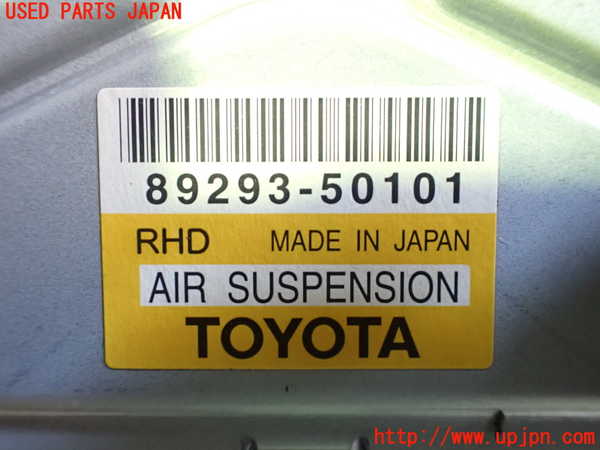 USED PARTS JAPAN
89293-50101
RHD MADE IN JAPAN
AIR SUSPENSION
TOYOTA
http://www.upjpn.com/